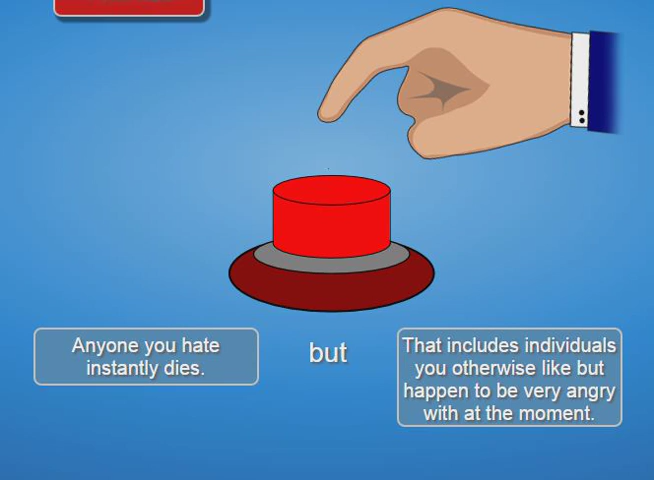 Anyone you hate
instantly dies.
but
That includes individuals
you otherwise like but
happen to be very angry
with at the moment.